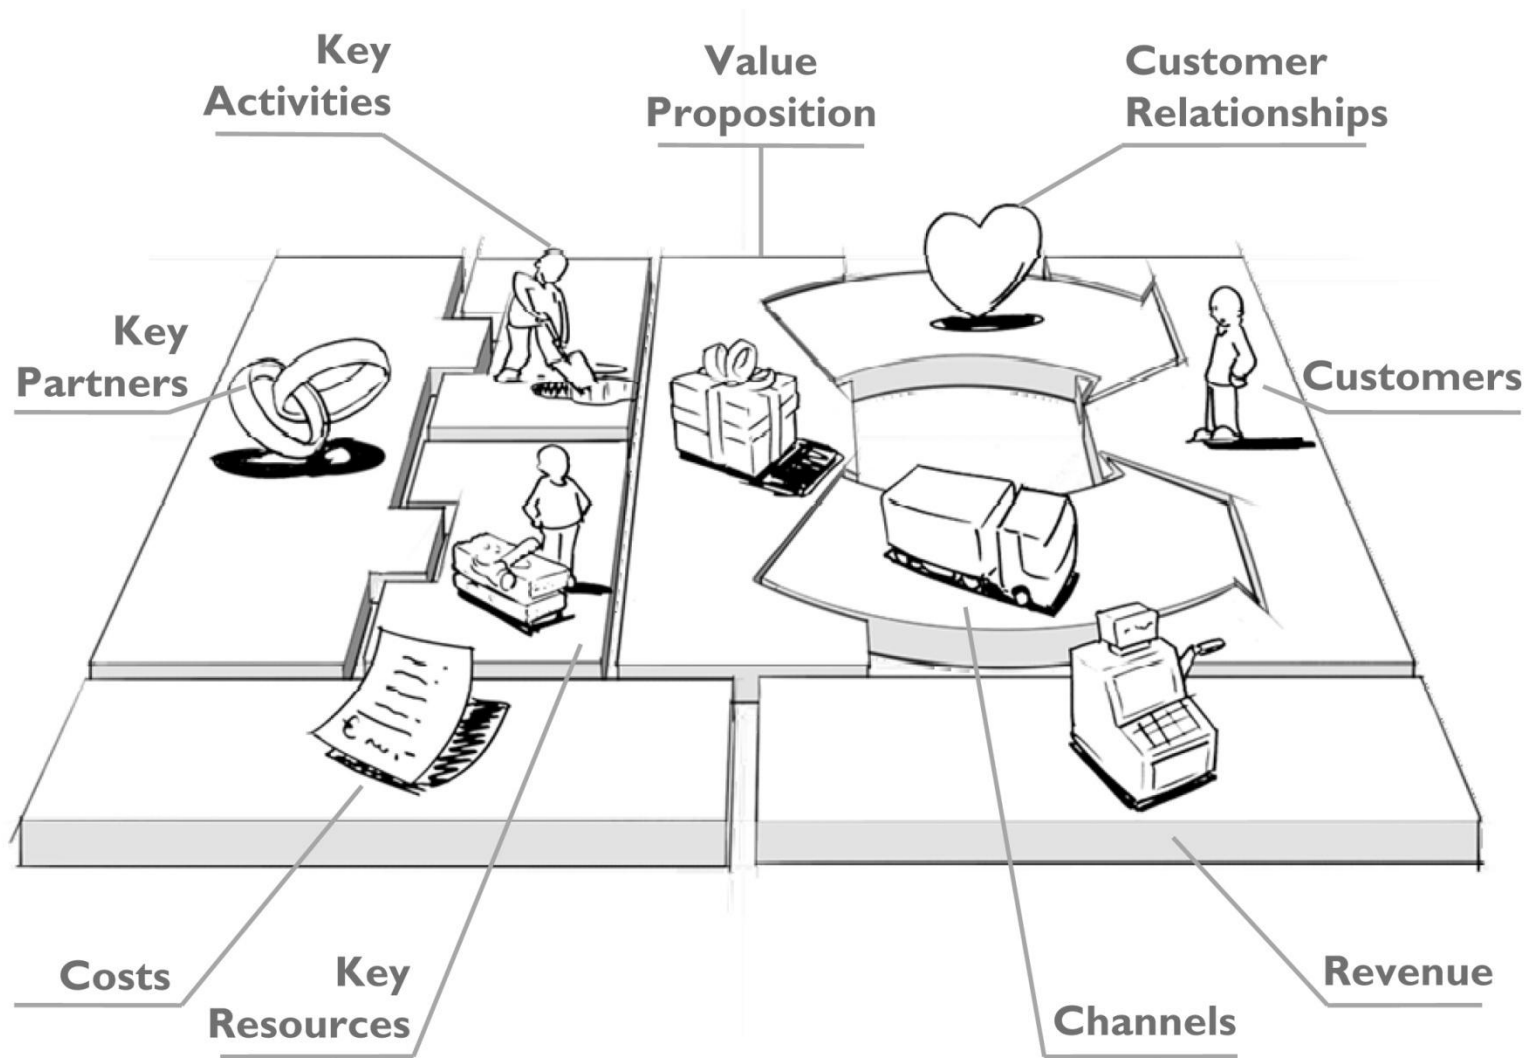 Key
Activities
Value
Proposition
Customer
Relationships
Key
Partners
Customers
Costs
Key
Resources
Channels
Revenue